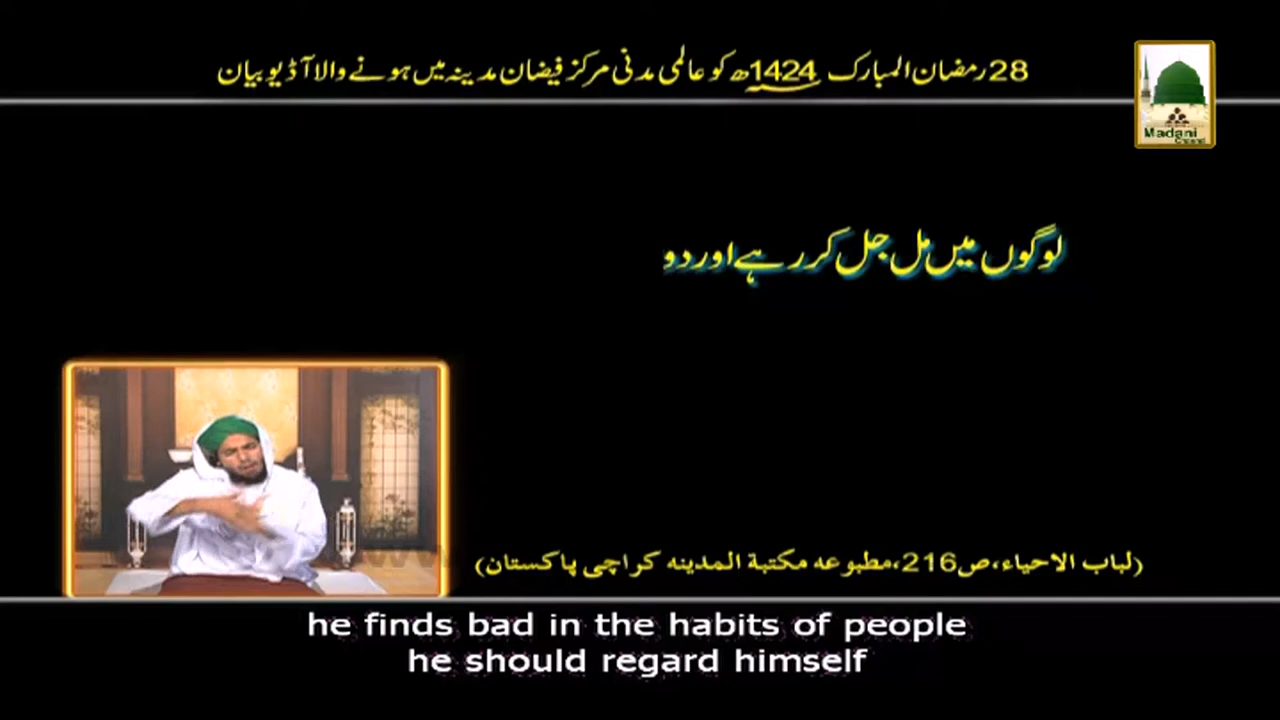 28 رمضان المبارک 1424ھ کو عالمی مدنی مرکز فیضان مدینہ میں ہونے والا آڈیو بیان
Madani
Channel
لوگوں میں مل جل کر رہے اور دو
(لباب الاحیاء،ص216،مطبوعہ مکتبة المدینہ کراچی پاکستان)
he finds bad in the habits of people
he should regard himself